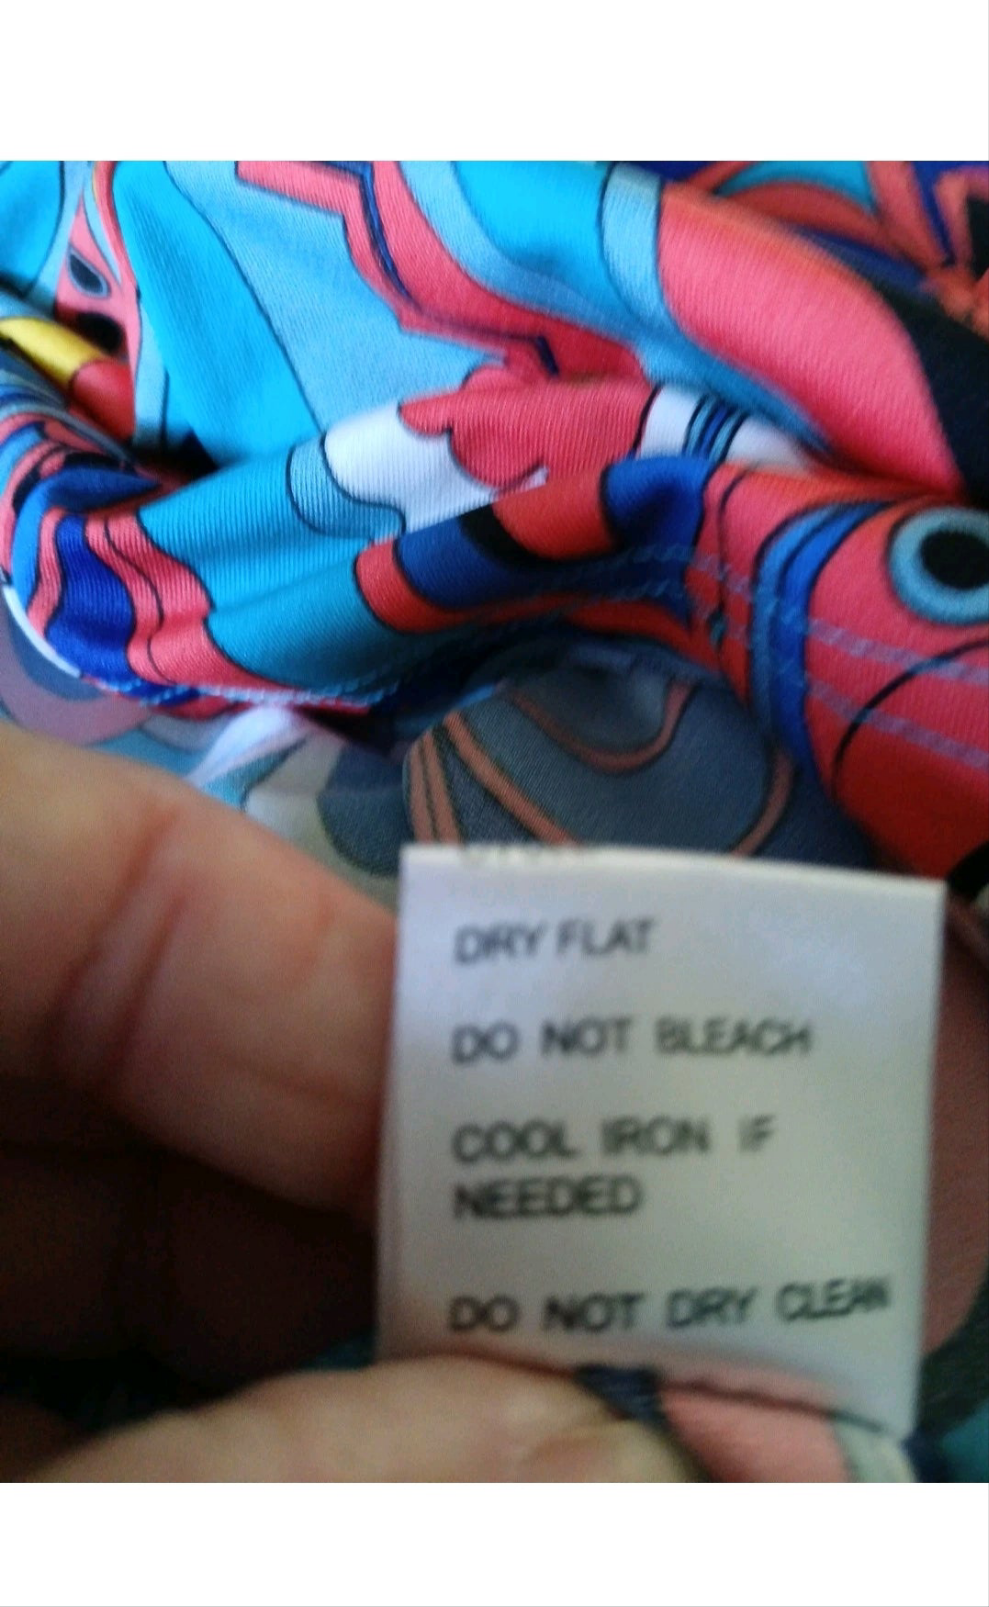 DRY FLAT
DO NOT BLEACH
COOL IRON IF
NEEDED
DO NOT DRY CLEAN